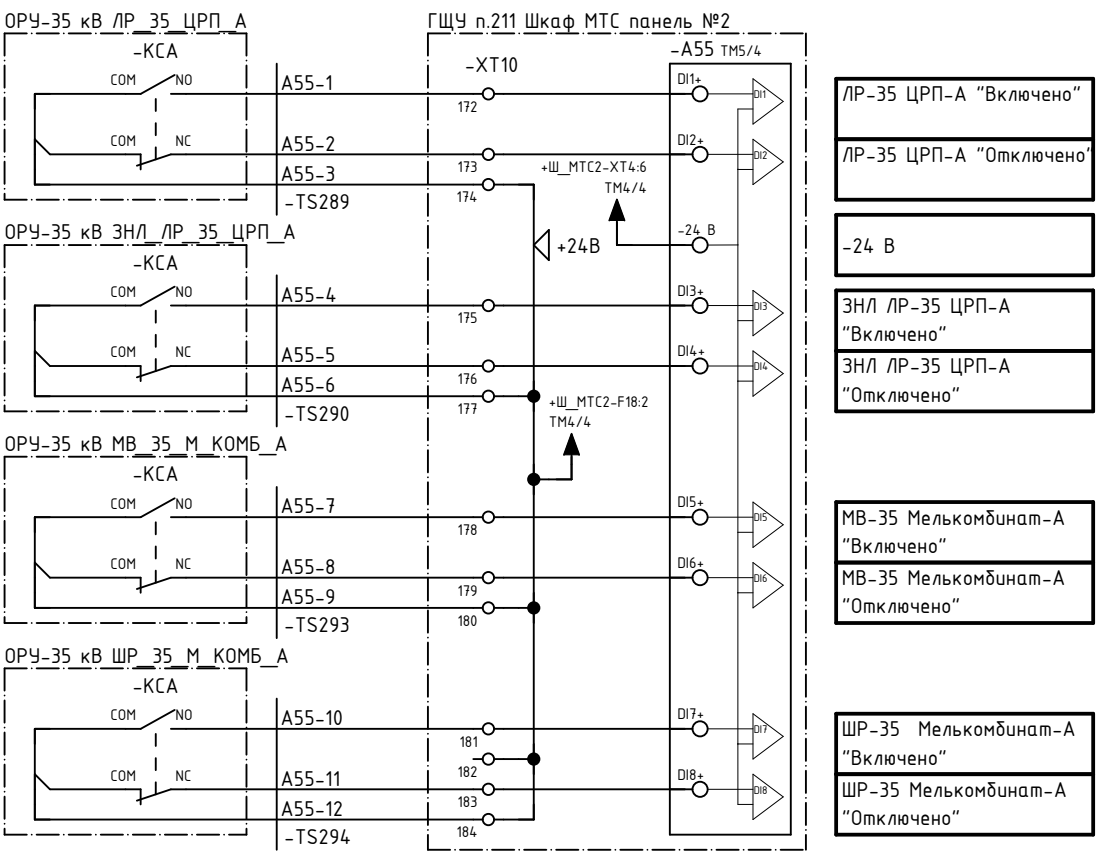 ОРУ-35 кВ ЛР_35_ЦРП_А
ГЩУ п.211 Шкаф МТС панель №2
-КСА
COM
NO
A55-1
-XT10
172
-A55 TM5/4
DI1+
DI1
ЛР-35 ЦРП-А "Включено"
COM
NC
A55-2
173
DI2+
DI2
ЛР-35 ЦРП-А "Отключено"
A55-3
174
-TS289
+Ш_МТС2-XT4:6
TM4/4
+24В
-24 В
-24 В
ОРУ-35 кВ ЗНЛ_ЛР_35_ЦРП_А
-КСА
COM
NO
A55-4
175
DI3+
DI3
ЗНЛ ЛР-35 ЦРП-А
"Включено"
COM
NC
A55-5
176
DI4+
DI4
ЗНЛ ЛР-35 ЦРП-А
"Отключено"
A55-6
177
-TS290
+Ш_МТС2-F18:2
TM4/4
ОРУ-35 кВ МВ_35_М_КОМБ_А
-КСА
COM
NO
A55-7
178
DI5+
DI5
МВ-35 Мелькомбинат-А
"Включено"
COM
NC
A55-8
179
DI6+
DI6
МВ-35 Мелькомбинат-А
"Отключено"
A55-9
180
-TS293
ОРУ-35 кВ ШР_35_М_КОМБ_А
-КСА
COM
NO
A55-10
181
DI7+
DI7
ШР-35 Мелькомбинат-А
"Включено"
182
COM
NC
A55-11
183
DI8+
DI8
ШР-35 Мелькомбинат-А
"Отключено"
A55-12
184
-TS294